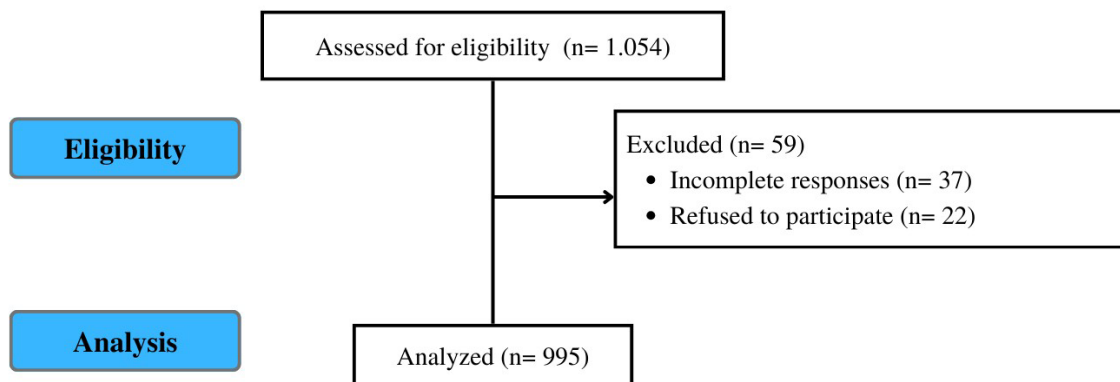 Assessed for eligibility (n= 1.054)
Eligibility
Excluded (n= 59)
• Incomplete responses (n= 37)
• Refused to participate (n= 22)
Analysis
Analyzed (n= 995)